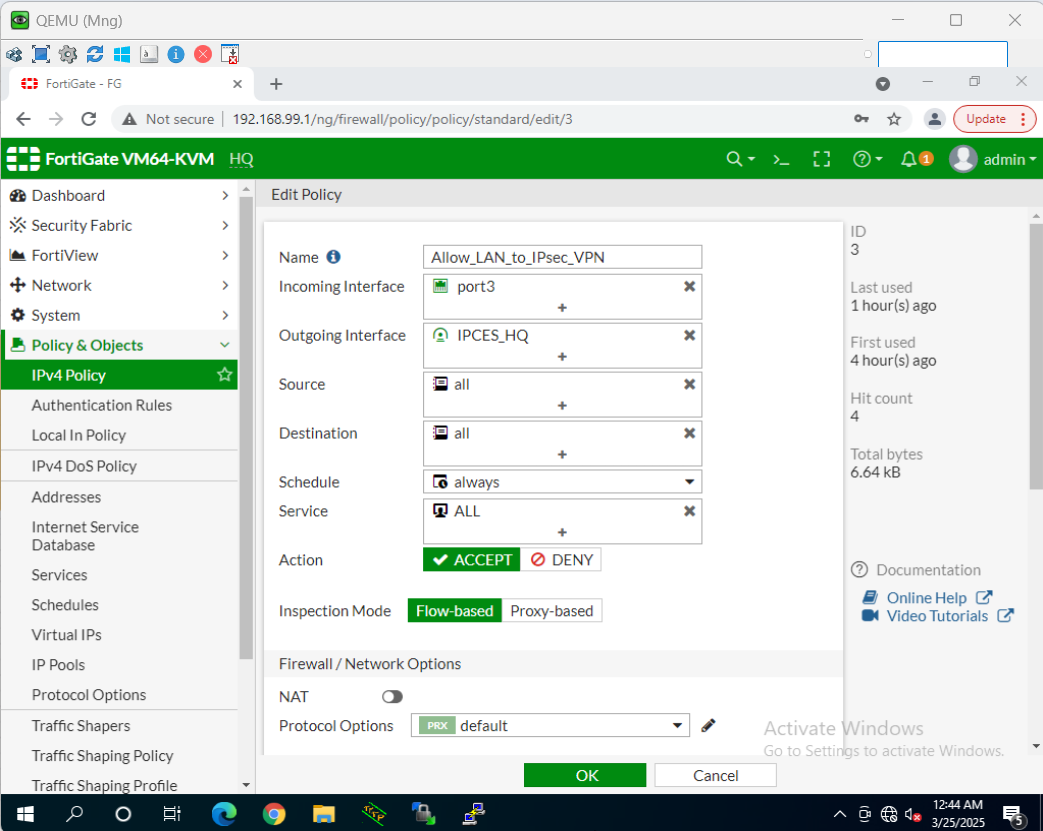 QEMU (Mng)
FortiGate - FG
Not secure
192.168.99.1/ng/firewall/policy/policy/standard/edit/3
Update
FortiGate VM64-KVM HQ
1
admin
Dashboard
Security Fabric
FortiView
Network
System
Policy & Objects
IPv4 Policy
Authentication Rules
Local In Policy
IPv4 DoS Policy
Addresses
Internet Service
Database
Services
Schedules
Virtual IPs
IP Pools
Protocol Options
Traffic Shapers
Traffic Shaping Policy
Traffic Shaping Profile
Edit Policy
Name Allow_LAN_to_IPsec_VPN
Incoming Interface port3
Outgoing Interface IPCES_HQ
Source all
Destination all
Schedule always
Service ALL
Action ACCEPT DENY
Inspection Mode Flow-based Proxy-based
Firewall / Network Options
NAT
Protocol Options PRX default
OK Cancel
ID
3
Last used
1 hour(s) ago
First used
4 hour(s) ago
Hit count
4
Total bytes
6.64 kB
Documentation
Online Help
Video Tutorials
Activate Windows
Go to Settings to activate Windows.
12:44 AM
3/25/2025
5